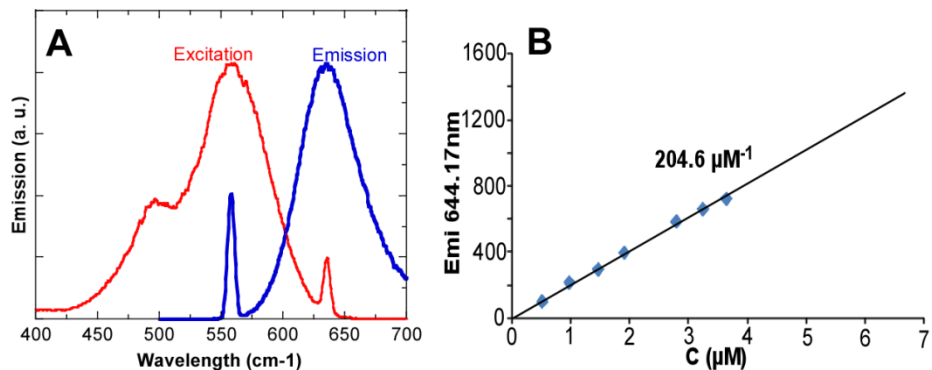 A
Excitation
Emission
Emission (a. u.)
400 450 500 550 600 650 700
Wavelength (cm-1)
B
1600
1200
800
400
0
Emi 644.17nm
204.6 µM-1
0 1 2 3 4 5 6 7
C (µM)